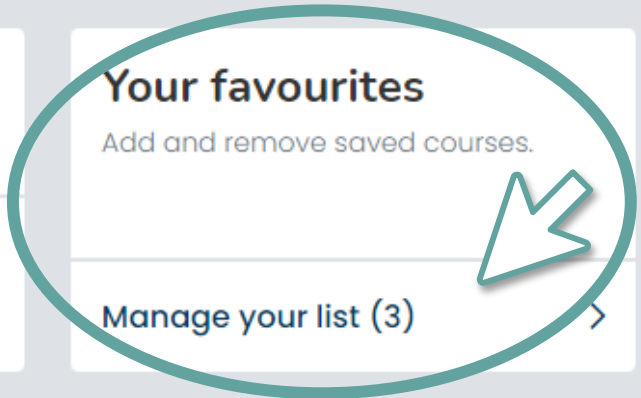 Your favourites
Add and remove saved courses.
Manage your list (3)